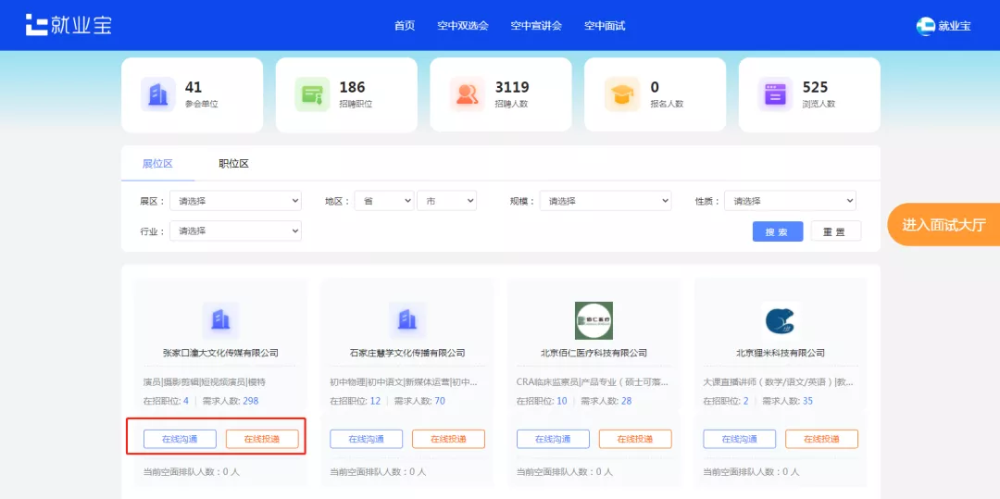 就业宝 首页 空中双选会 空中宣讲会 空中面试 就业宝
41 186 3119 0 525
参会单位 招聘职位 招聘人数 报名人数 浏览人数
展位区 职位区
展区： 请选择 地区： 省 市 规模： 请选择 性质： 请选择
进入面试大厅
行业： 请选择 搜索 重置
佰仁医疗
张家口潼大文化传媒有限公司 石家庄慧学文化传播有限公司 北京佰仁医疗科技有限公司 北京狸米科技有限公司
演员|摄影剪辑|短视频演员|模特 初中物理|初中语文|新媒体运营|初中... CRA临床监察员|产品专业（硕士可落... 大课直播讲师（数学/语文/英语）|教...
在招职位: 4 | 需求人数: 298 在招职位: 12 | 需求人数: 70 在招职位: 10 | 需求人数: 28 在招职位: 2 | 需求人数: 35
在线沟通 在线投递 在线沟通 在线投递 在线沟通 在线投递 在线沟通 在线投递
当前空面排队人数：0 人 当前空面排队人数：0 人 当前空面排队人数：0 人 当前空面排队人数：0 人